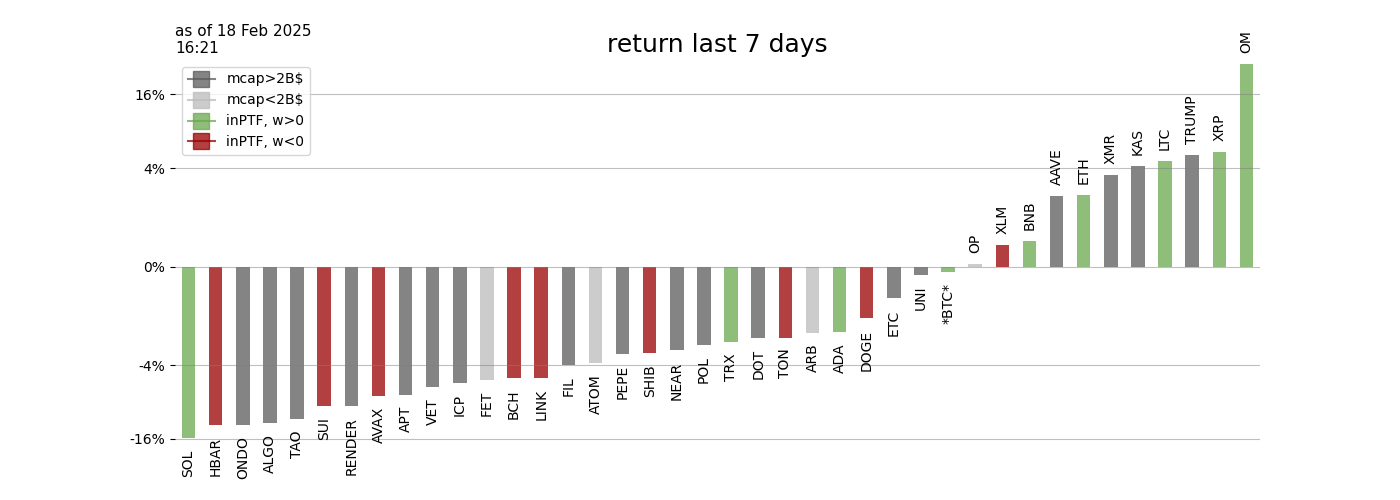 as of 18 Feb 2025
16:21
return last 7 days
mcap>2B$
mcap<2B$
inPTF, w>0
inPTF, w<0
16%
4%
0%
-4%
-16%
SOL
HBAR
ONDO
ALGO
TAO
SUI
RENDER
AVAX
APT
VET
ICP
FET
BCH
LINK
FIL
ATOM
PEPE
SHIB
NEAR
POL
TRX
DOT
TON
ARB
ADA
DOGE
ETC
UNI
*BTC*
OP
XLM
BNB
AAVE
ETH
XMR
KAS
LTC
TRUMP
XRP
OM